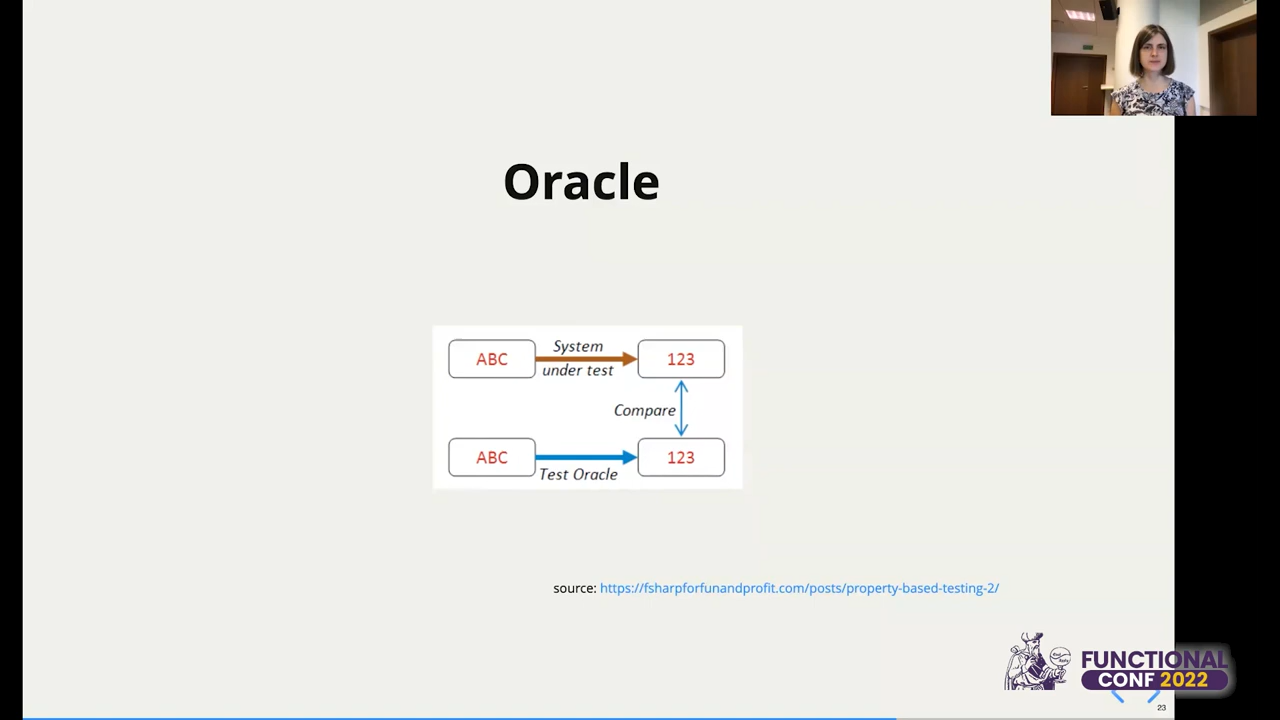 Oracle
ABC
System
under test
123
Compare
ABC
Test Oracle
123
source: https://fsharpforfunandprofit.com/posts/property-based-testing-2/
FUNCTIONAL
CONF 2022
23